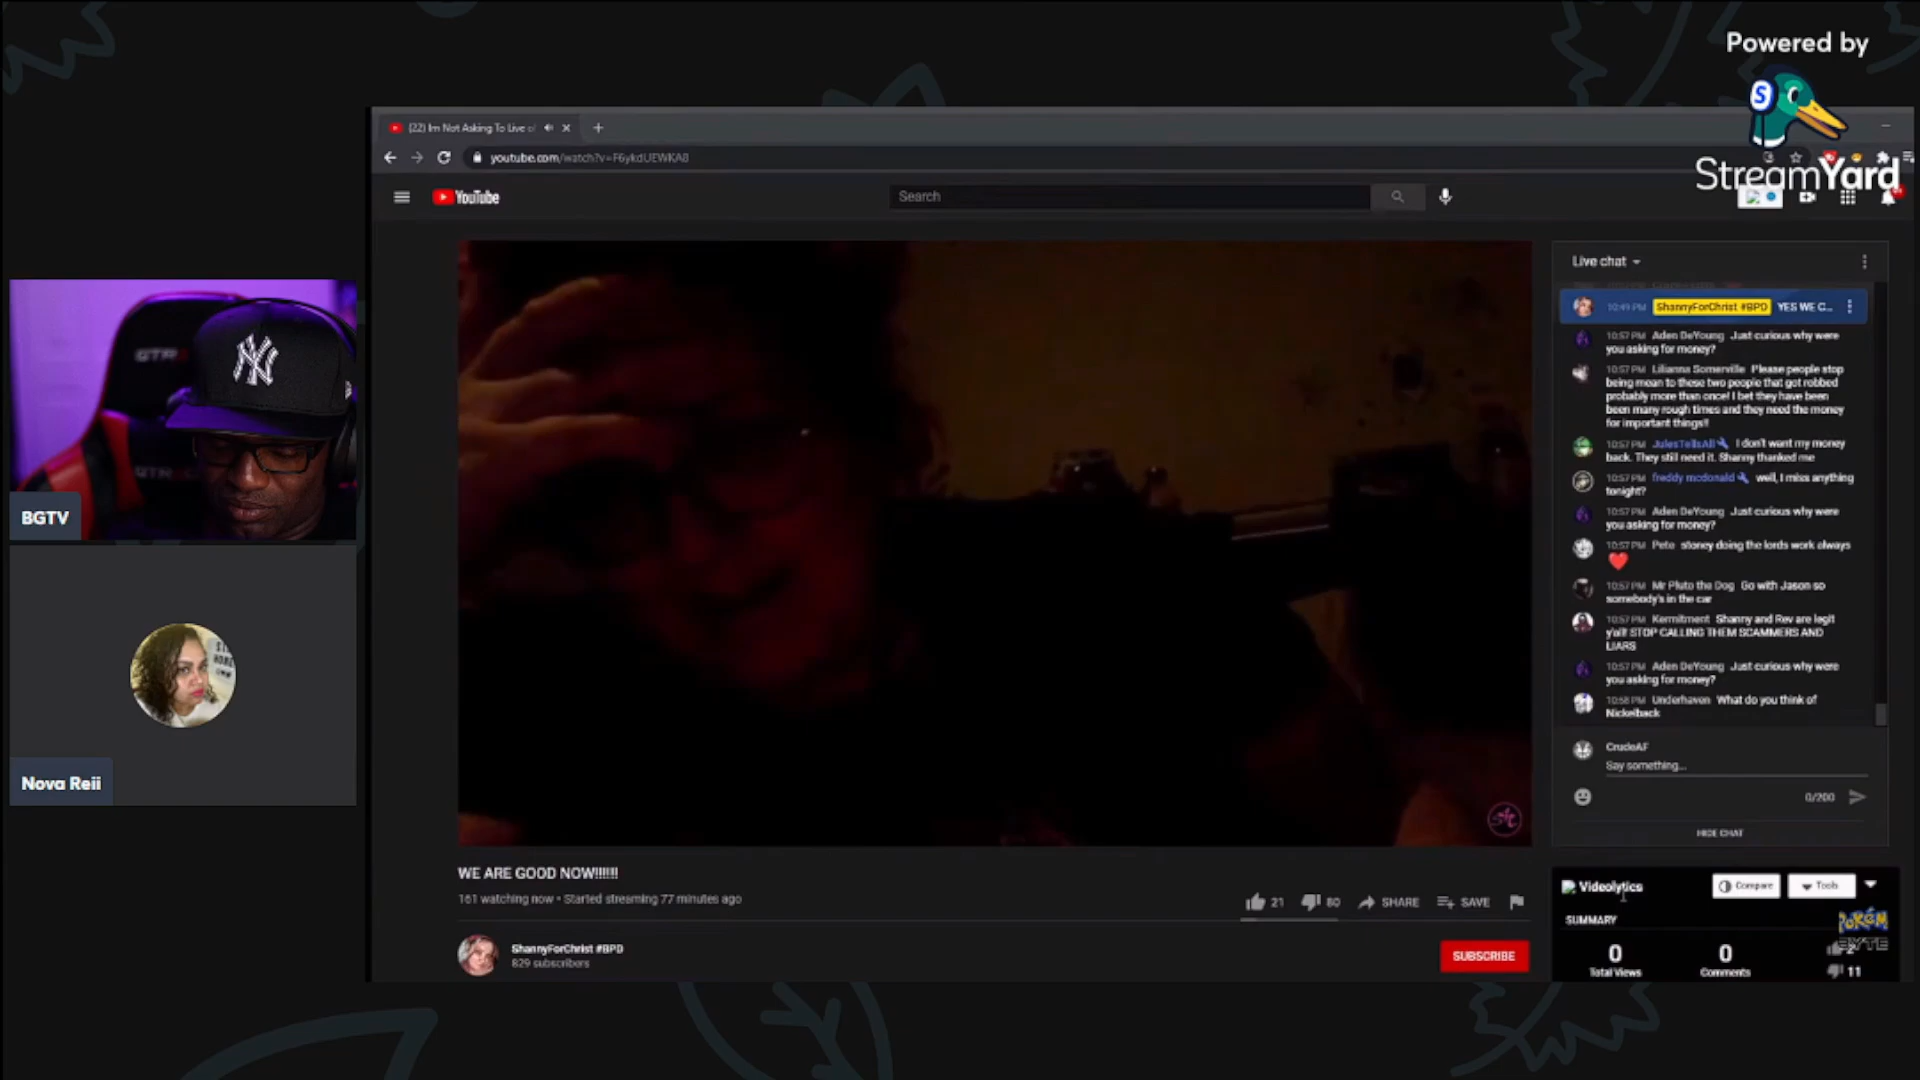 Powered by
StreamYard
(22) Im Not Asking To Live
youtube.com/watch?v=F6ykdUEWKA8
YouTube
Search
GTR
NY
BGTV
Nova Reii
Live chat
10:49 PM ShannyForChrist #BPD YES WE C...
10:57 PM Aden DeYoung Just curious why were
you asking for money?
10:57 PM Lilianna Somerville Please people stop
being mean to these two people that got robbed
probably more than once! I bet they have been
been many rough times and they need the money
for important things!!
10:57 PM JulesTellsAll I don't want my money
back. They still need it. Shanny thanked me
10:57 PM freddy mcdonald well, I miss anything
tonight?
10:57 PM Aden DeYoung Just curious why were
you asking for money?
10:57 PM Pete stoney doing the lords work always
10:57 PM Mr Pluto the Dog Go with Jason so
somebody's in the car
10:57 PM Kermitment Shanny and Rev are legit
y'all! STOP CALLING THEM SCAMMERS AND
LIARS
10:57 PM Aden DeYoung Just curious why were
you asking for money?
10:58 PM Underhaven What do you think of
Nickelback
CrudeAF
Say something...
0/200
HIDE CHAT
WE ARE GOOD NOW!!!!!!
161 watching now • Started streaming 77 minutes ago
21
80
SHARE
SAVE
ShannyForChrist #BPD
829 subscribers
SUBSCRIBE
Videolytics
Compare
Tools
SUMMARY
0
Total Views
0
Comments
11
POKÉM
BYTE